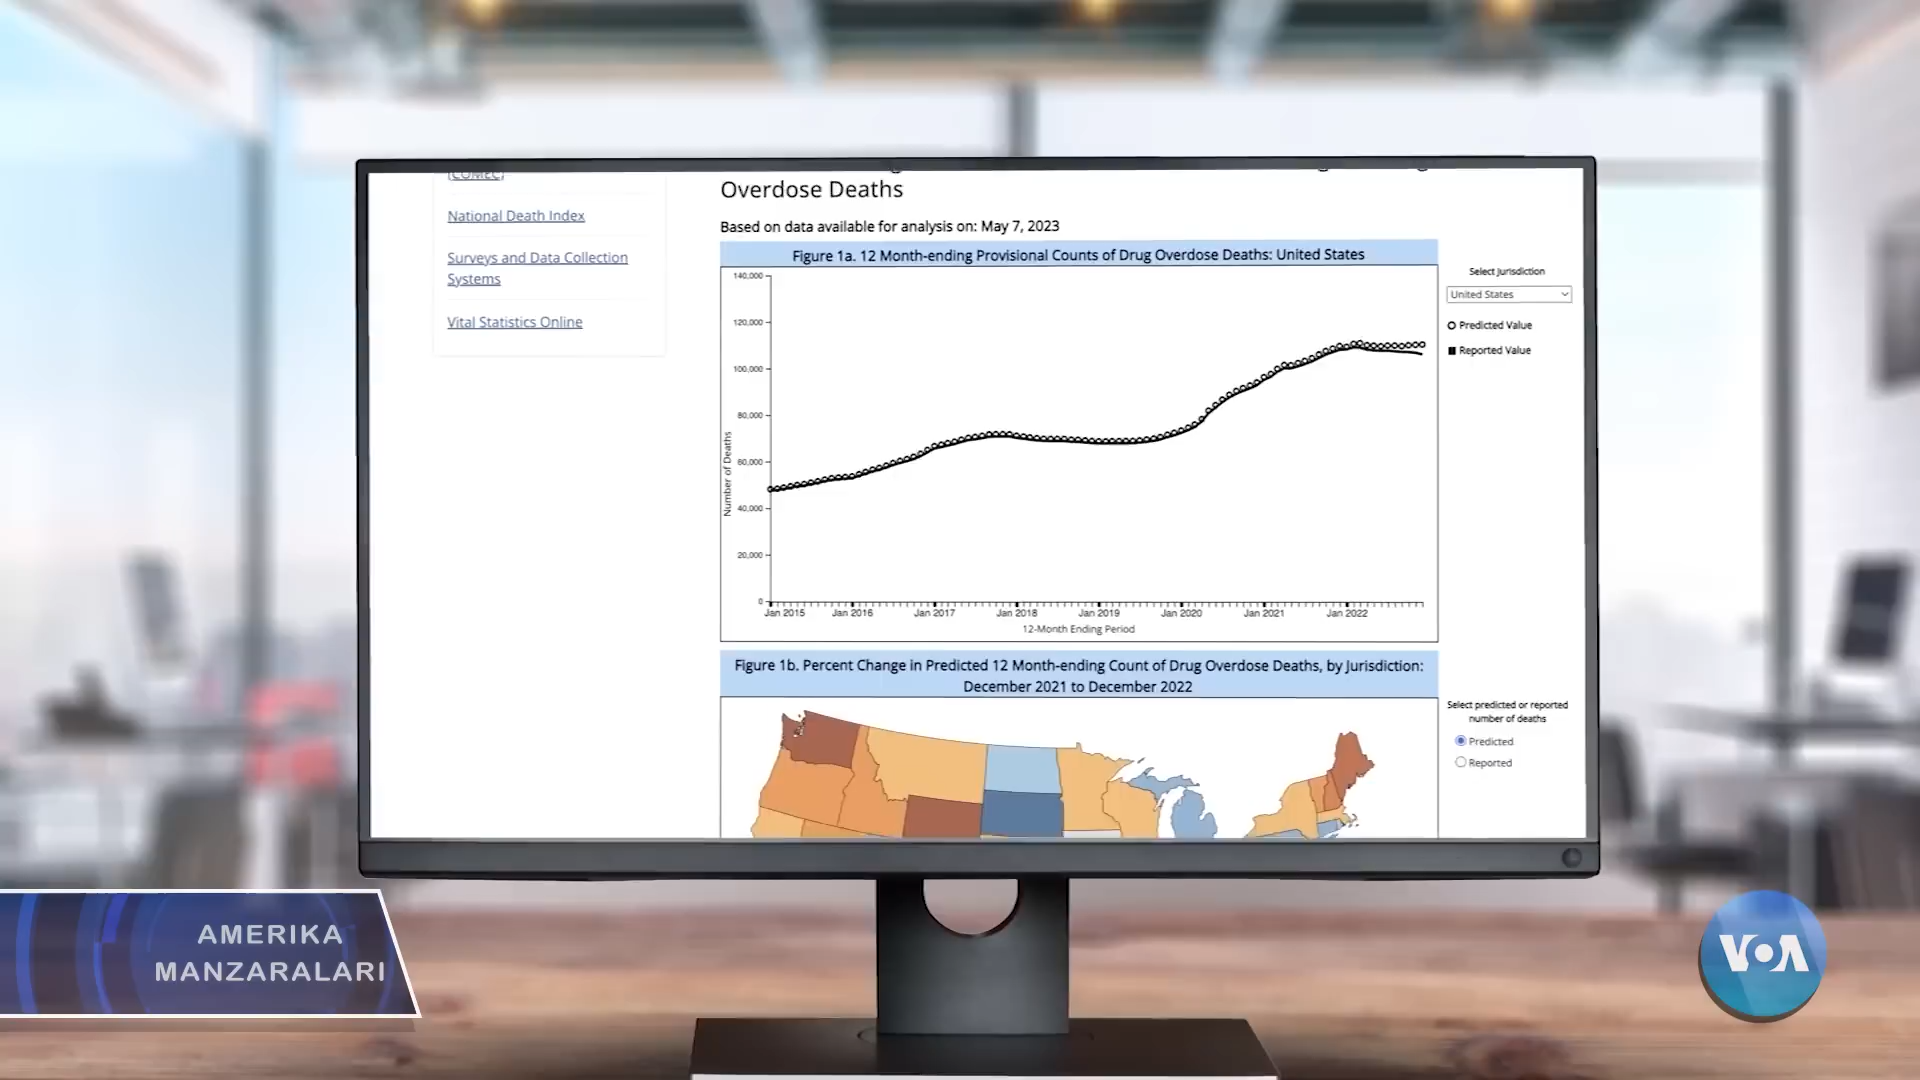 (COMEC)
National Death Index
Surveys and Data Collection
Systems
Vital Statistics Online
Overdose Deaths
Based on data available for analysis on: May 7, 2023
Figure 1a. 12 Month-ending Provisional Counts of Drug Overdose Deaths: United States
140,000
120,000
100,000
80,000
60,000
40,000
20,000
0
Number of Deaths
Jan 2015 Jan 2016 Jan 2017 Jan 2018 Jan 2019 Jan 2020 Jan 2021 Jan 2022
12-Month Ending Period
Select Jurisdiction
United States
Predicted Value
Reported Value
Figure 1b. Percent Change in Predicted 12 Month-ending Count of Drug Overdose Deaths, by Jurisdiction:
December 2021 to December 2022
Select predicted or reported
number of deaths
Predicted
Reported
AMERIKA
MANZARALARI
VOA